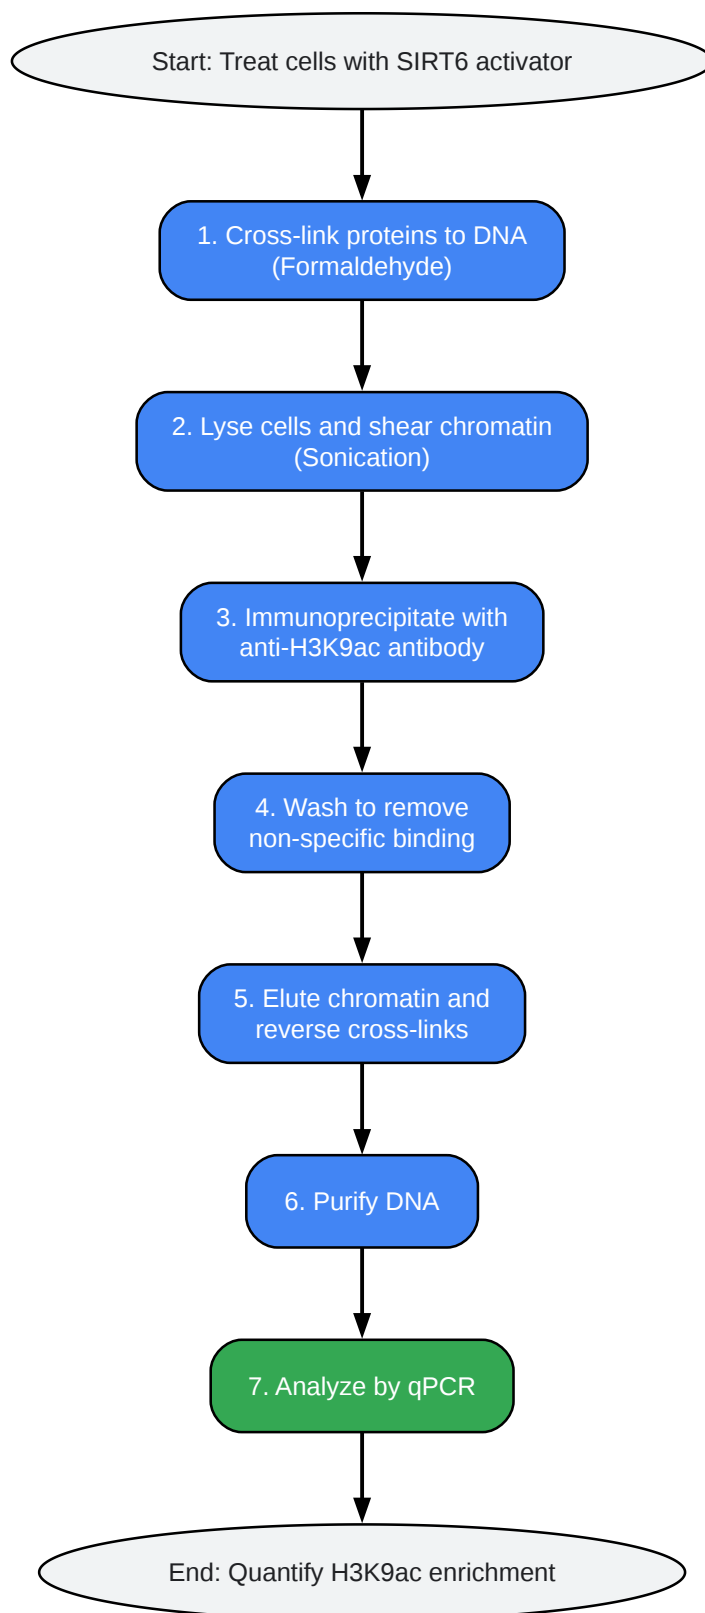 Start: Treat cells with SIRT6 activator
1. Cross-link proteins to DNA
(Formaldehyde)
2. Lyse cells and shear chromatin
(Sonication)
3. Immunoprecipitate with
anti-H3K9ac antibody
4. Wash to remove
non-specific binding
5. Elute chromatin and
reverse cross-links
6. Purify DNA
7. Analyze by qPCR
End: Quantify H3K9ac enrichment